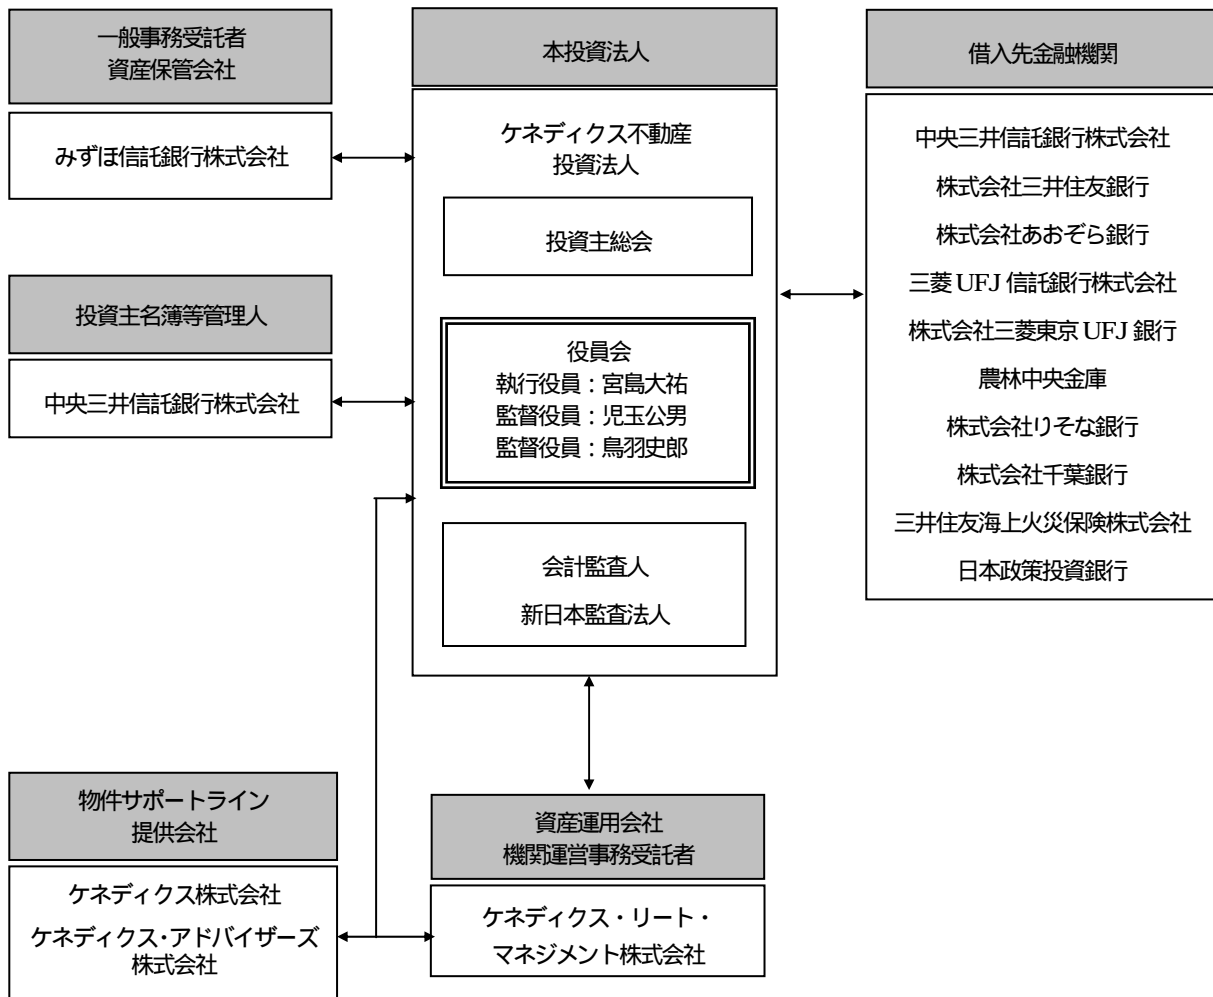 一般事務受託者
資産保管会社
みずほ信託銀行株式会社
投資主名簿等管理人
中央三井信託銀行株式会社
本投資法人
ケネディクス不動産
投資法人
投資主総会
役員会
執行役員：宮島大祐
監督役員：児玉公男
監督役員：鳥羽史郎
会計監査人
新日本監査法人
借入先金融機関
中央三井信託銀行株式会社
株式会社三井住友銀行
株式会社あおぞら銀行
三菱 UFJ 信託銀行株式会社
株式会社三菱東京 UFJ 銀行
農林中央金庫
株式会社りそな銀行
株式会社千葉銀行
三井住友海上火災保険株式会社
日本政策投資銀行
物件サポートライン
提供会社
ケネディクス株式会社
ケネディクス・アドバイザーズ
株式会社
資産運用会社
機関運営事務受託者
ケネディクス・リート・
マネジメント株式会社